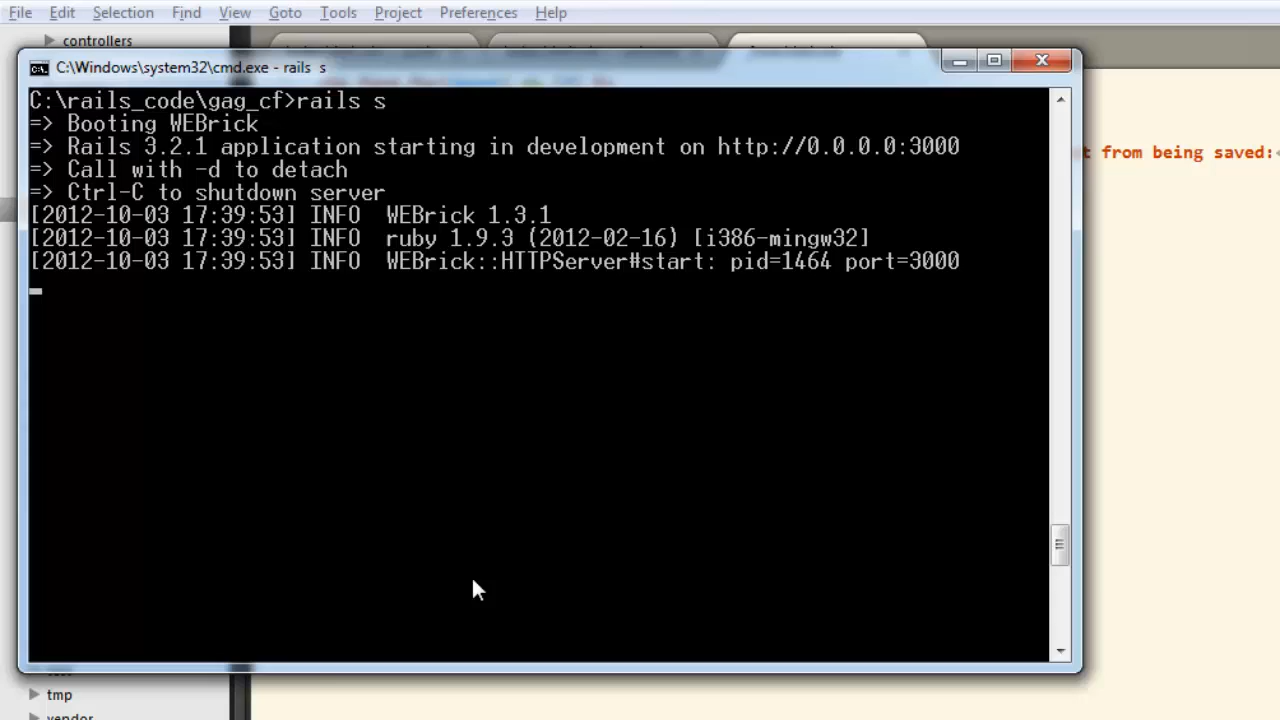 File Edit Selection Find View Goto Tools Project Preferences Help
controllers
C:\Windows\system32\cmd.exe - rails s
C:\rails_code\gag_cf>rails s
=> Booting WEBrick
=> Rails 3.2.1 application starting in development on http://0.0.0.0:3000
=> Call with -d to detach
=> Ctrl-C to shutdown server
[2012-10-03 17:39:53] INFO  WEBrick 1.3.1
[2012-10-03 17:39:53] INFO  ruby 1.9.3 (2012-02-16) [i386-mingw32]
[2012-10-03 17:39:53] INFO  WEBrick::HTTPServer#start: pid=1464 port=3000
from being saved:
tmp
vendor